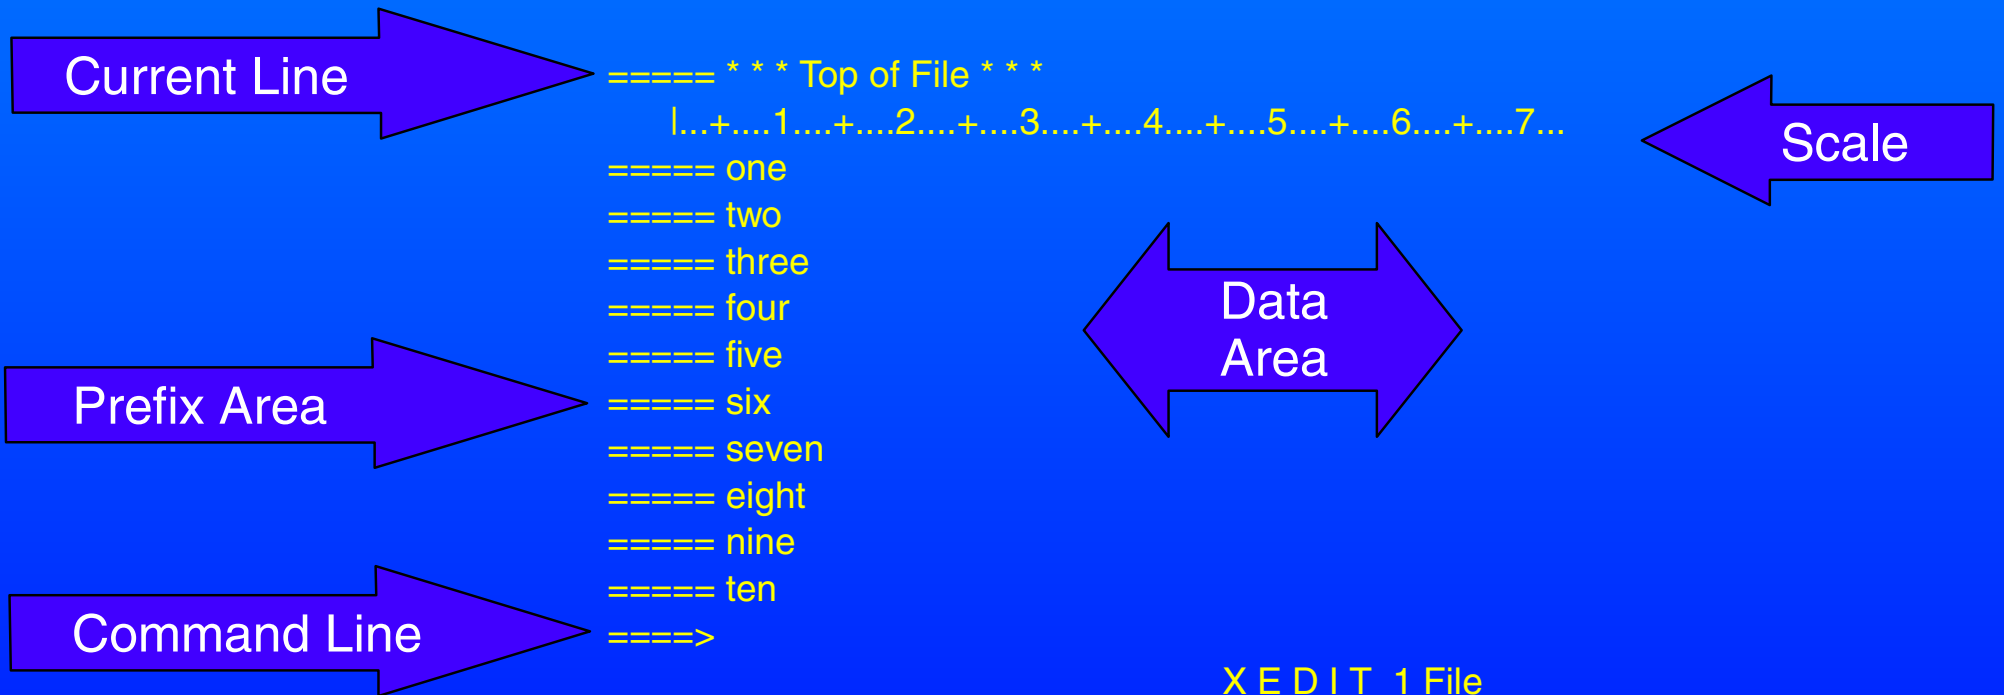 Current Line
===== * * * Top of File * * *
|...+....1....+....2....+....3....+....4....+....5....+....6....+....7...
Scale
===== one
===== two
===== three
===== four
Data
Area
===== five
Prefix Area
===== six
===== seven
===== eight
===== nine
===== ten
Command Line
====>
X E D I T 1 File